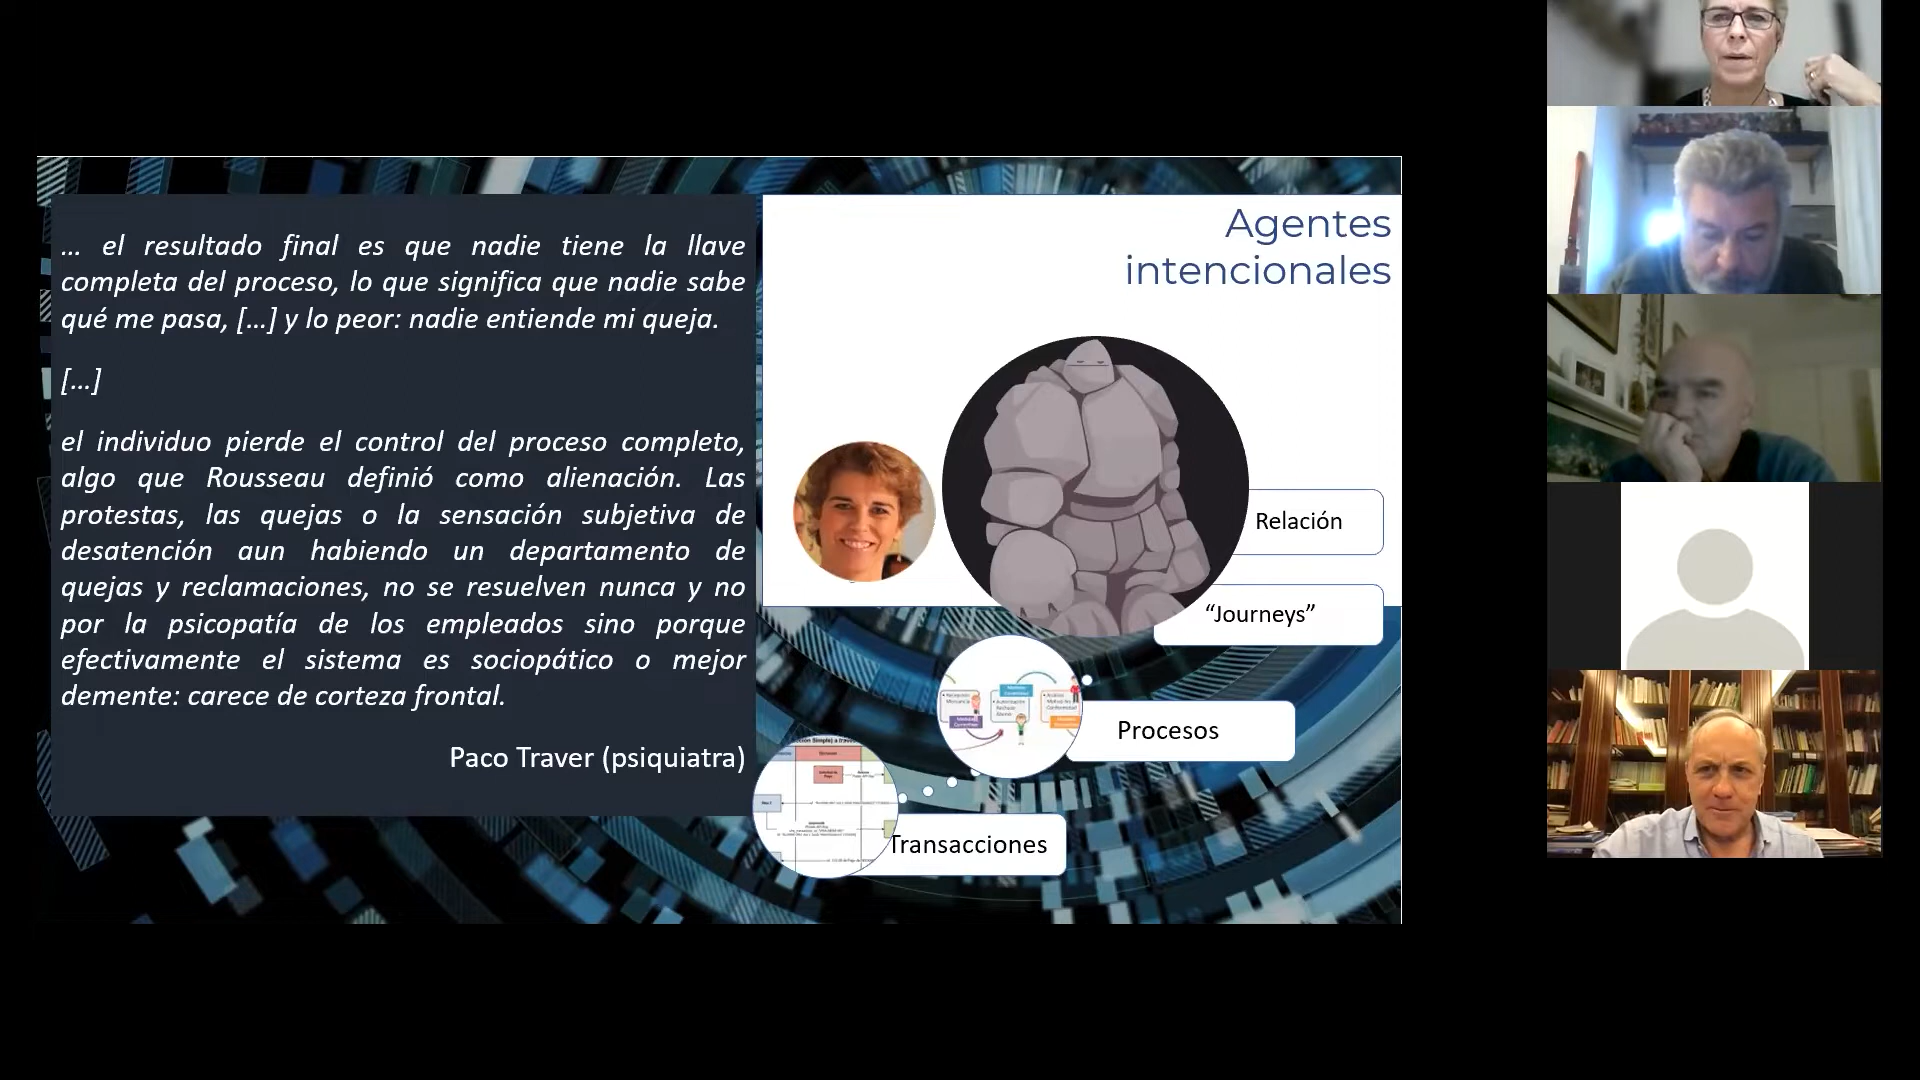 … el resultado final es que nadie tiene la llave
completa del proceso, lo que significa que nadie sabe
qué me pasa, […] y lo peor: nadie entiende mi queja.
[…]
el individuo pierde el control del proceso completo,
algo que Rousseau definió como alienación. Las
protestas, las quejas o la sensación subjetiva de
desatención aun habiendo un departamento de
quejas y reclamaciones, no se resuelven nunca y no
por la psicopatía de los empleados sino porque
efectivamente el sistema es sociopático o mejor
demente: carece de corteza frontal.
Paco Traver (psiquiatra)
Agentes
intencionales
Relación
“Journeys”
Procesos
Transacciones